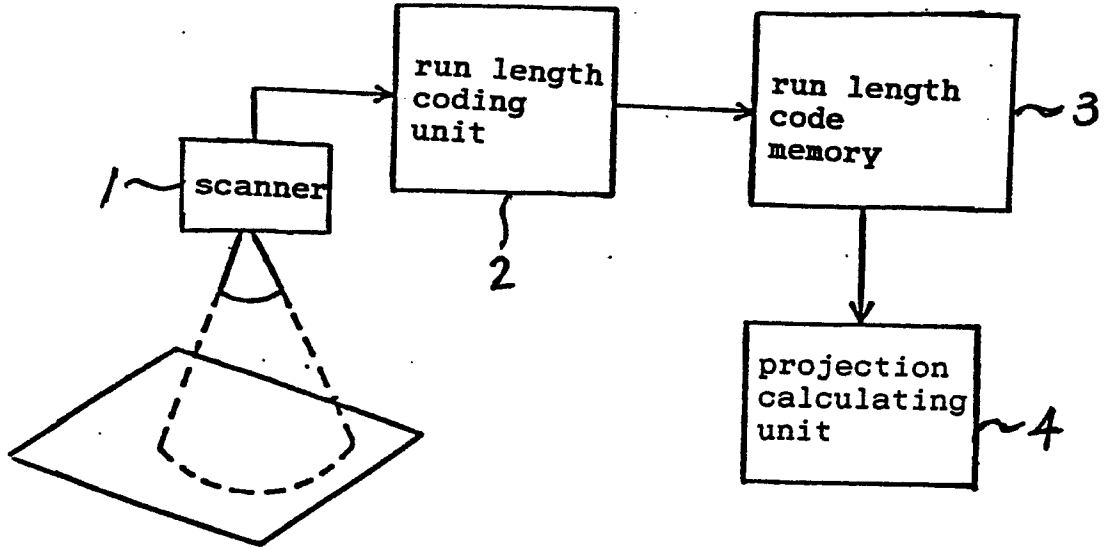 run length
coding
unit
run length
code
memory
3
1
scanner
2
projection
calculating
unit
4